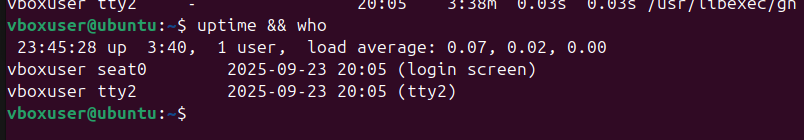 vboxuser tty2     -                20:05    3:38m  0.03s  0.03s /usr/libexec/gn
vboxuser@ubuntu:~$ uptime && who
 23:45:28 up  3:40,  1 user,  load average: 0.07, 0.02, 0.00
vboxuser seat0        2025-09-23 20:05 (login screen)
vboxuser tty2         2025-09-23 20:05 (tty2)
vboxuser@ubuntu:~$